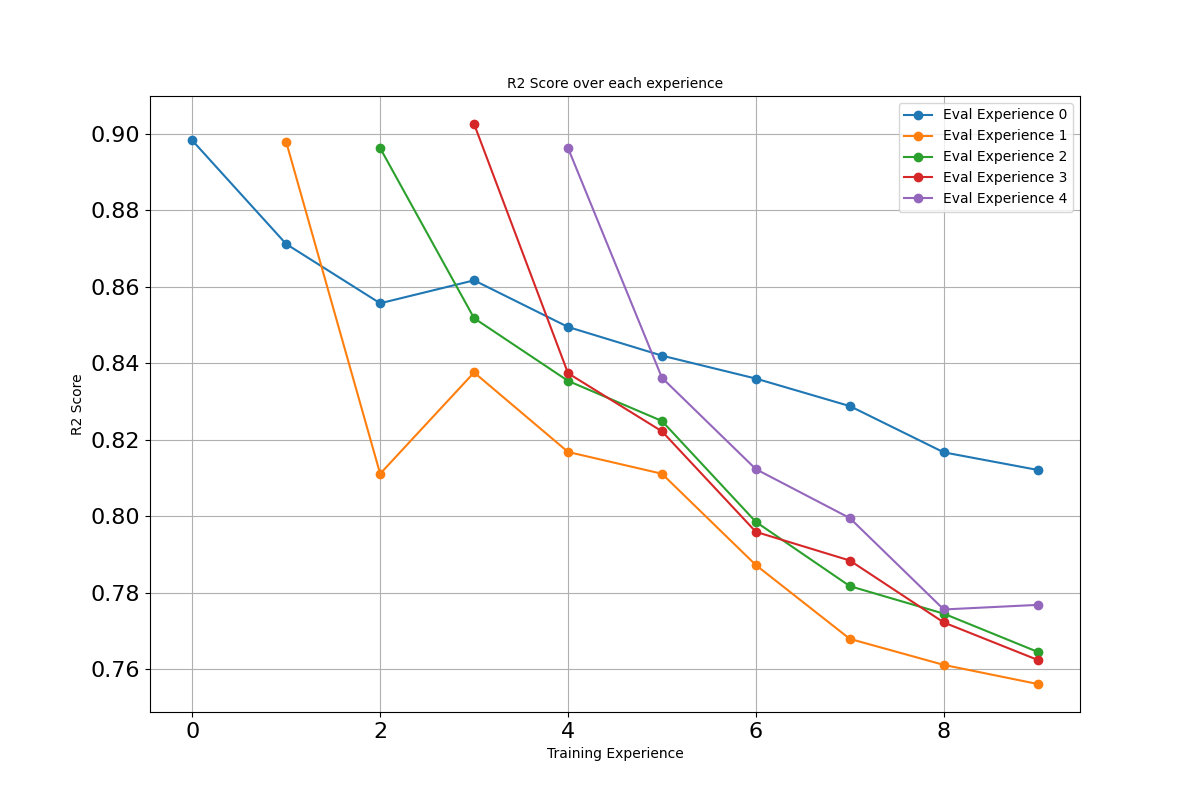 R2 Score over each experience
Eval Experience 0
Eval Experience 1
Eval Experience 2
Eval Experience 3
Eval Experience 4
R2 Score
0.90
0.88
0.86
0.84
0.82
0.80
0.78
0.76
0
2
4
6
8
Training Experience